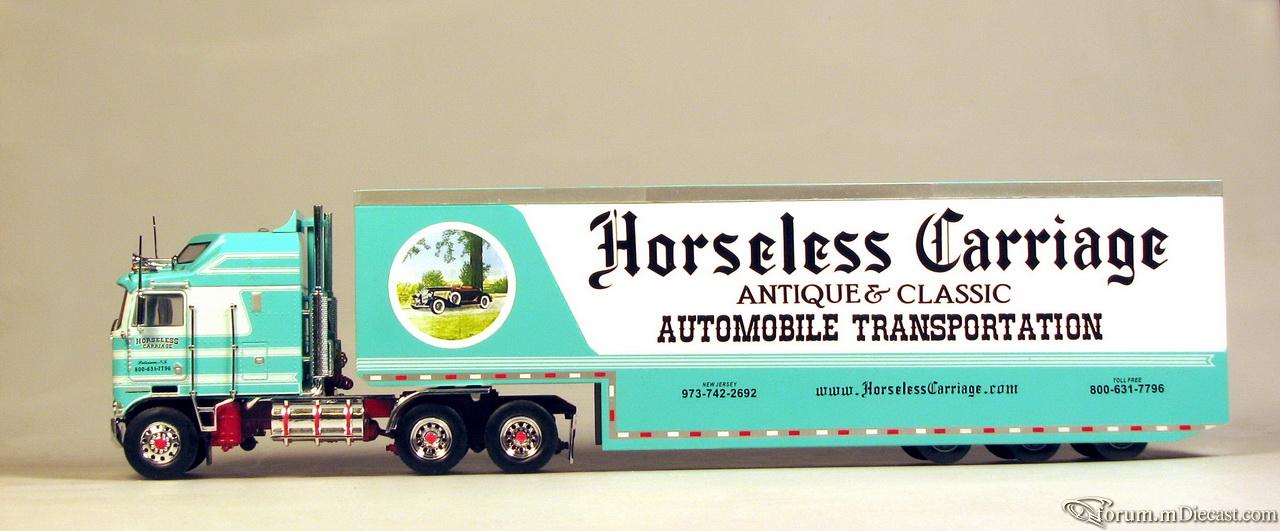 Horseless Carriage
ANTIQUE & CLASSIC
AUTOMOBILE TRANSPORTATION
NEW JERSEY
973-742-2692
www.HorselessCarriage.com
TOLL FREE
800-631-7796
HORSELESS
CARRIAGE
800-631-7796
forum.mDiecast.com